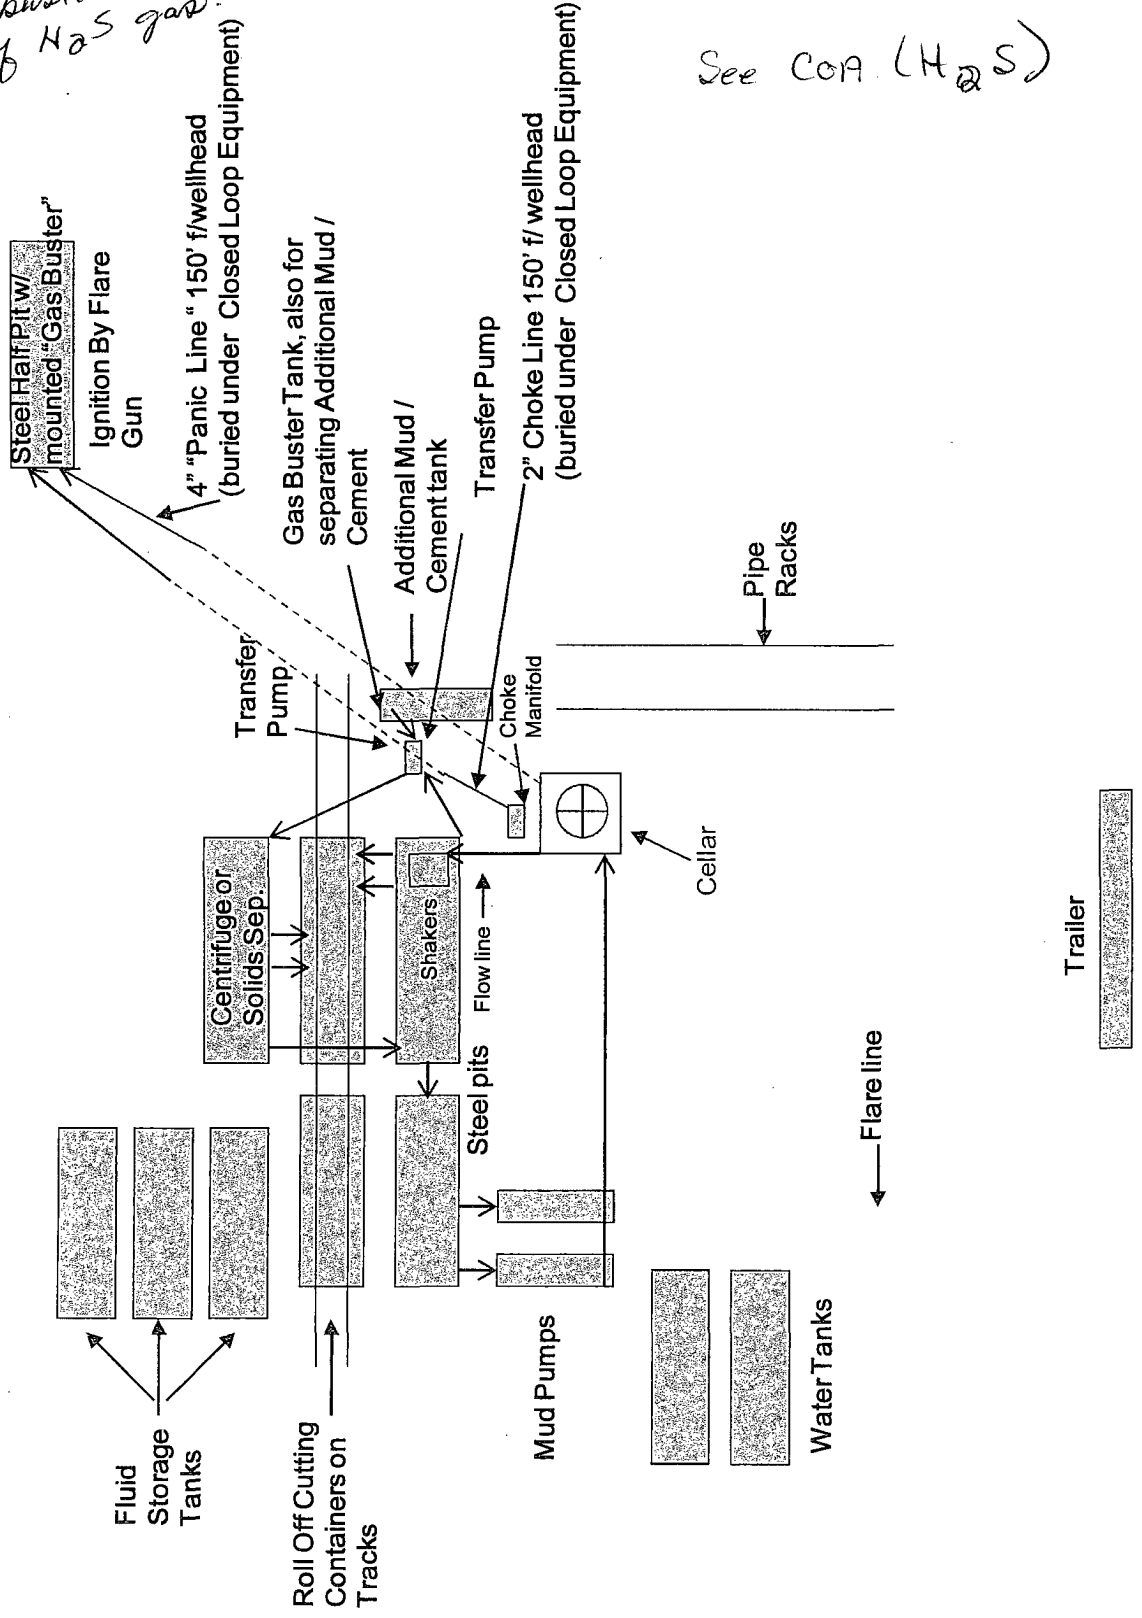 of H2S gas.
See COA (H2S)
Steel Half Pit w/
mounted "Gas Buster"
Ignition By Flare
Gun
4" "Panic Line" 150' f/wellhead
(buried under Closed Loop Equipment)
Gas Buster Tank, also for
separating Additional Mud /
Cement
Additional Mud /
Cement tank
Transfer Pump
2" Choke Line 150' f/wellhead
(buried under Closed Loop Equipment)
Transfer
Pump
Choke
Manifold
Pipe
Racks
Centrifuge or
Solids Sep.
Shakers
Flow line
Steel pits
Cellar
Fluid
Storage
Tanks
Roll Off Cutting
Containers on
Tracks
Mud Pumps
Water Tanks
Flare line
Trailer